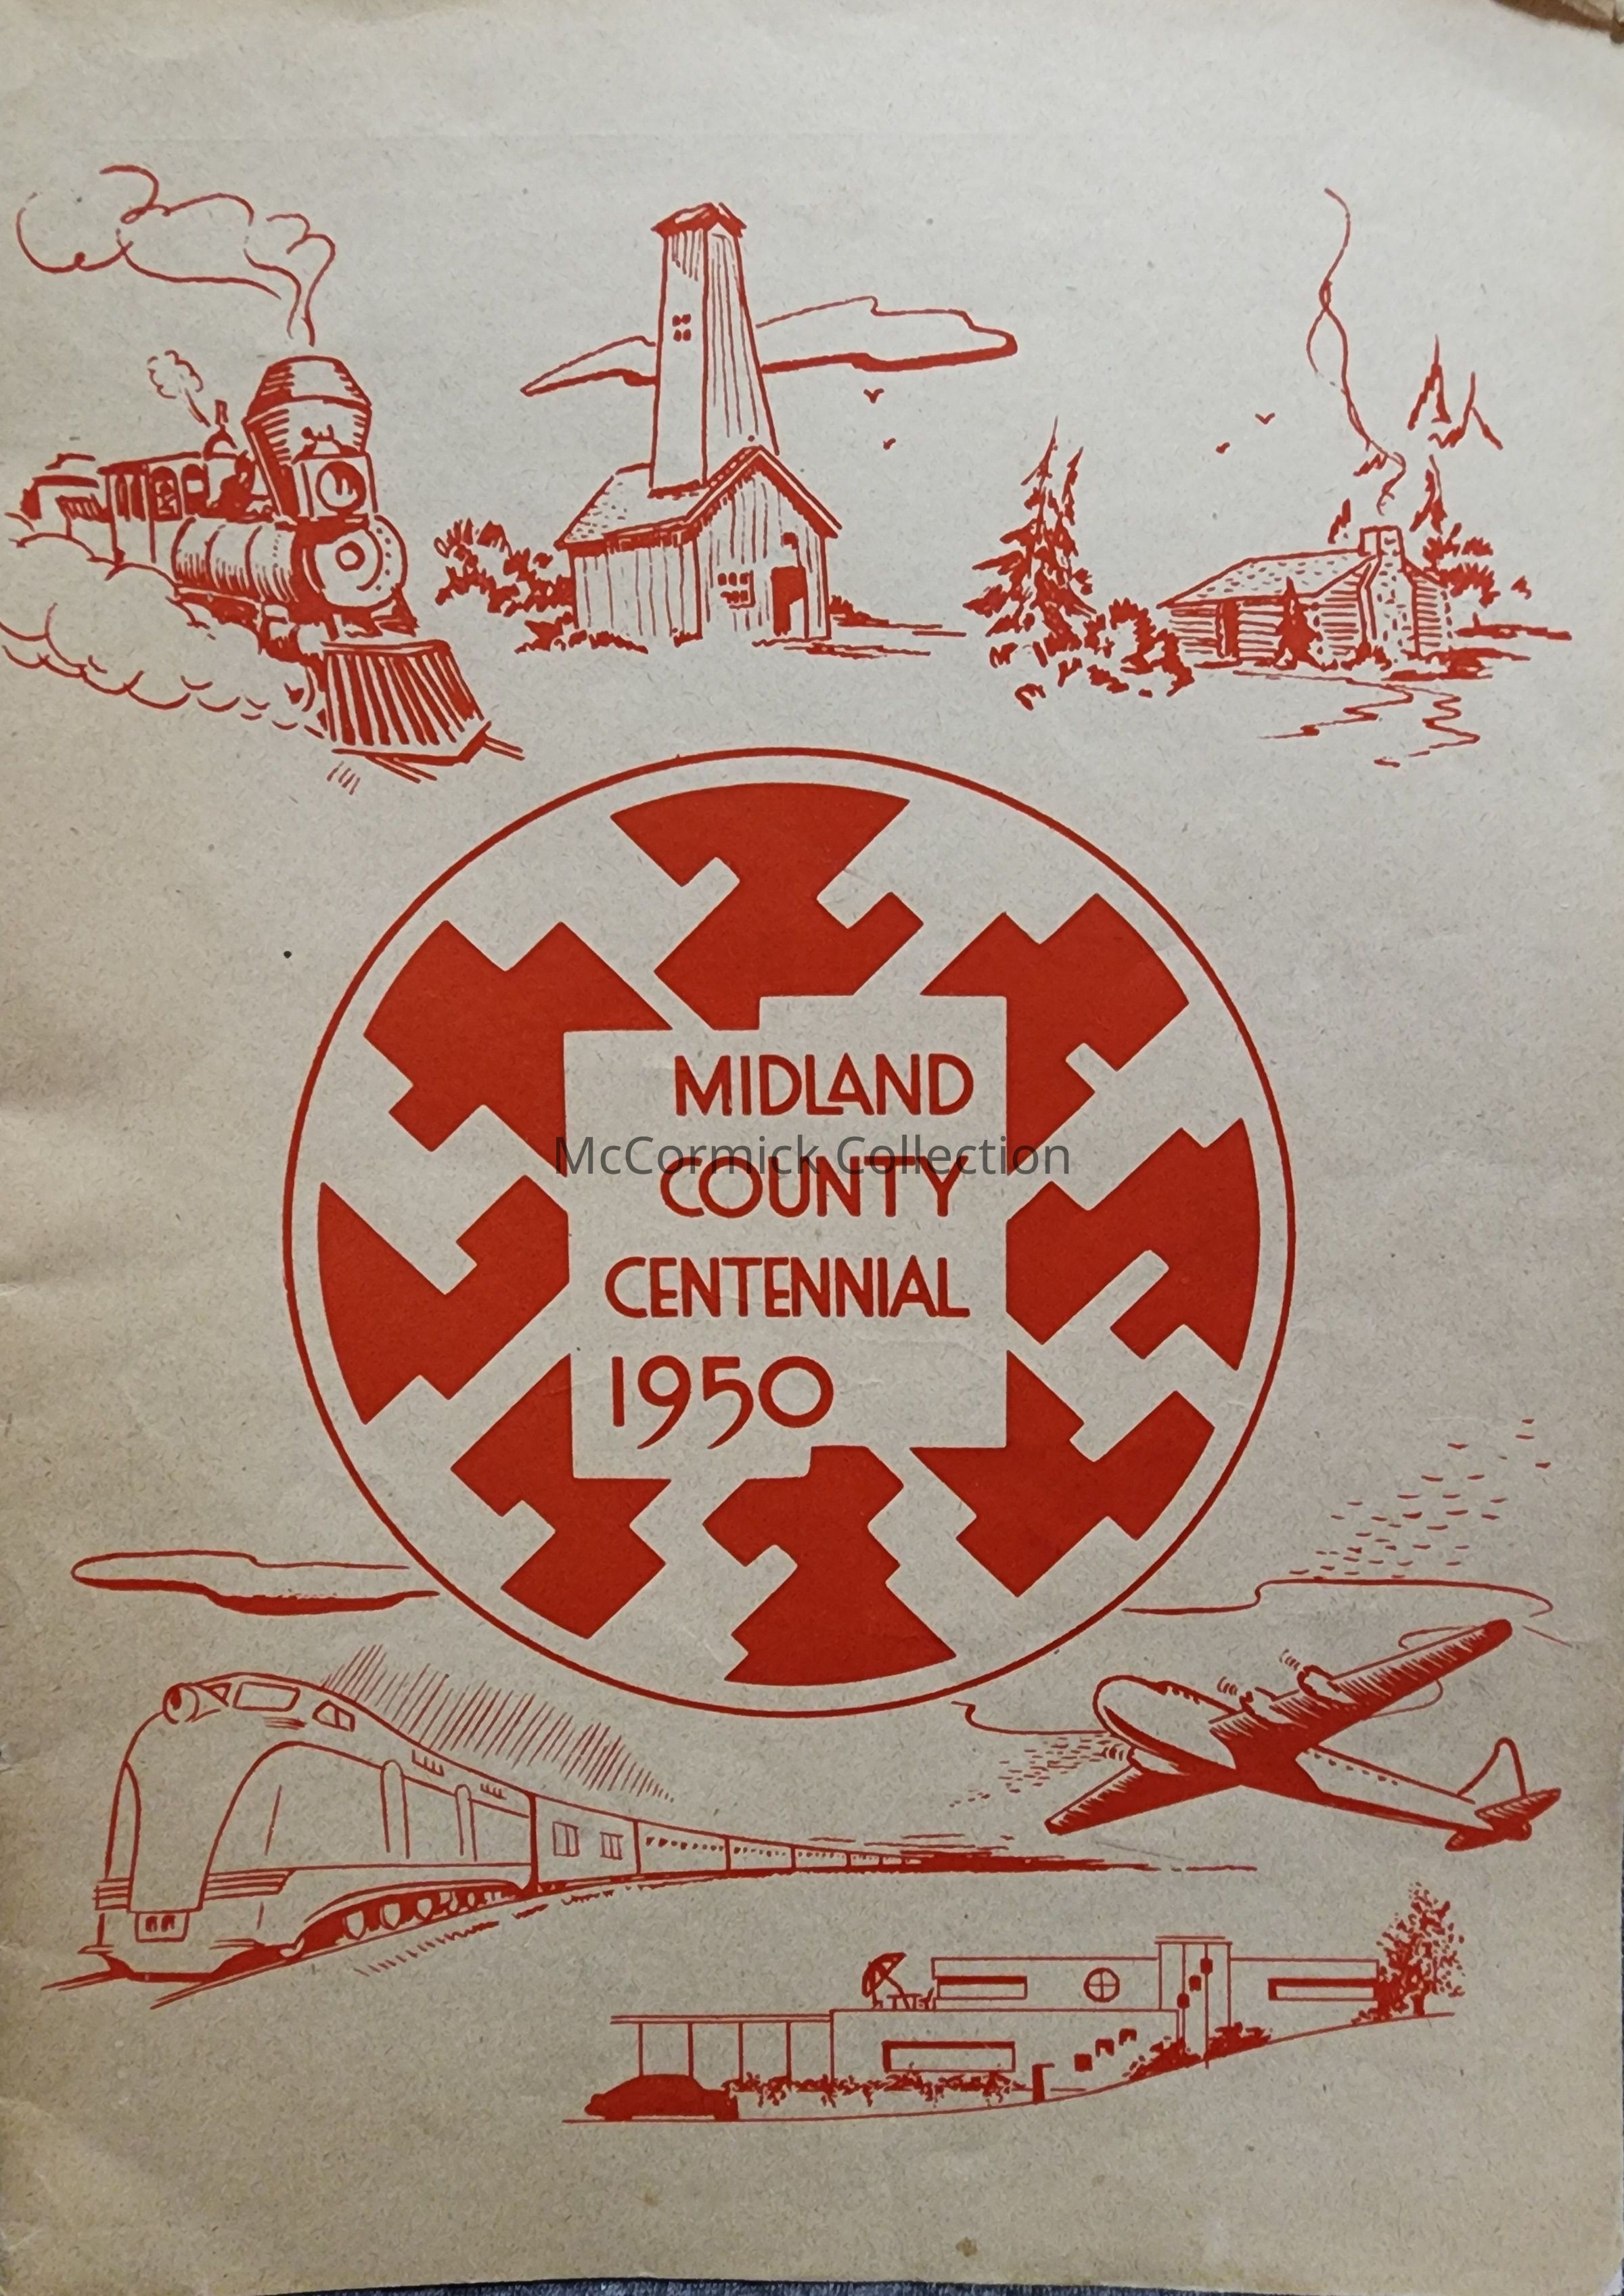 MIDLAND
McCormick Collection
COUNTY
CENTENNIAL
1950